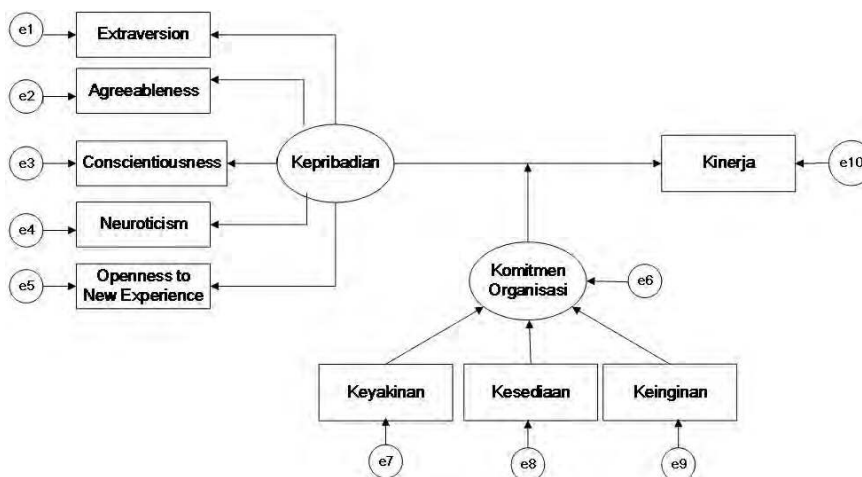 e1
Extraversion
e2
Agreeableness
e3
Conscientiousness
Kepribadian
Kinerja
e10
e4
Neuroticism
e5
Openness to
New Experience
Komitmen
Organisasi
e6
Keyakinan
Kesediaan
Keinginan
e7
e8
e9